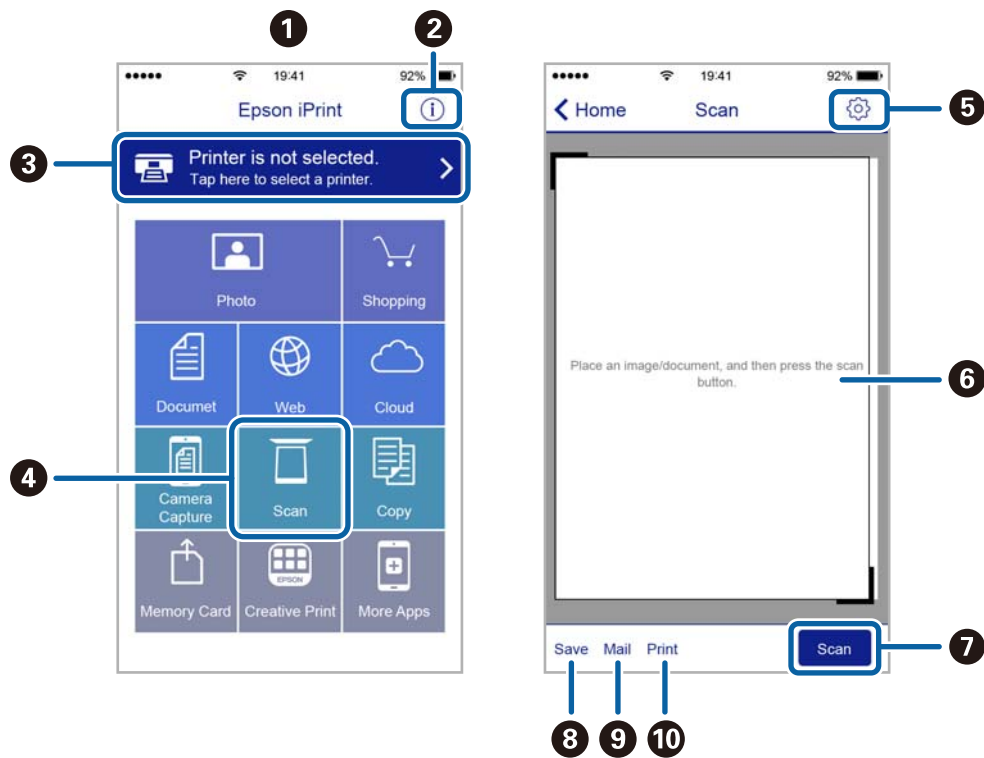 1
2
19:41
92%
Epson iPrint
i
3
Printer is not selected.
Tap here to select a printer.
Photo
Shopping
Documet
Web
Cloud
4
Camera
Capture
Scan
Copy
EPSON
Memory Card
Creative Print
More Apps
19:41
92%
Home
Scan
5
Place an image/document, and then press the scan
button.
6
Save
Mail
Print
Scan
7
8
9
10